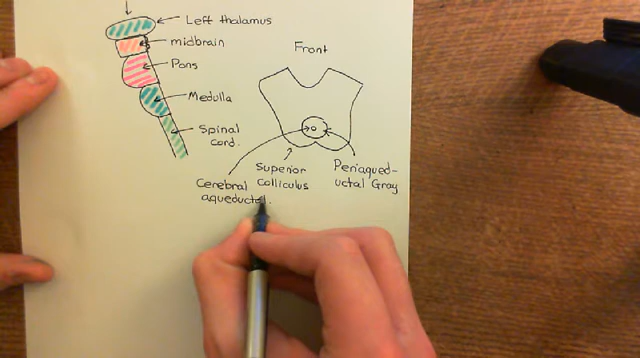 Left thalamus
midbrain
Pons
Medulla
Spinal
cord.
Front
Superior
colliculus
Periaqued-
uctal Gray
Cerebral
aqueduct.